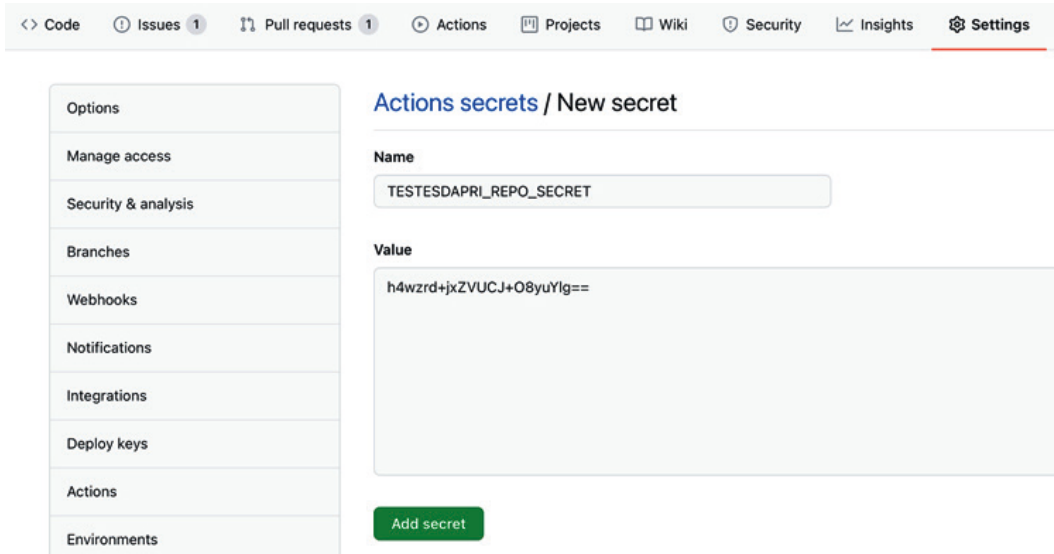 <> Code Issues 1 Pull requests 1 Actions Projects Wiki Security Insights Settings
Options
Manage access
Security & analysis
Branches
Webhooks
Notifications
Integrations
Deploy keys
Actions
Environments
Actions secrets / New secret
Name
TESTESDAPRI_REPO_SECRET
Value
h4wzrd+jxZVUCJ+O8yuYlg==
Add secret